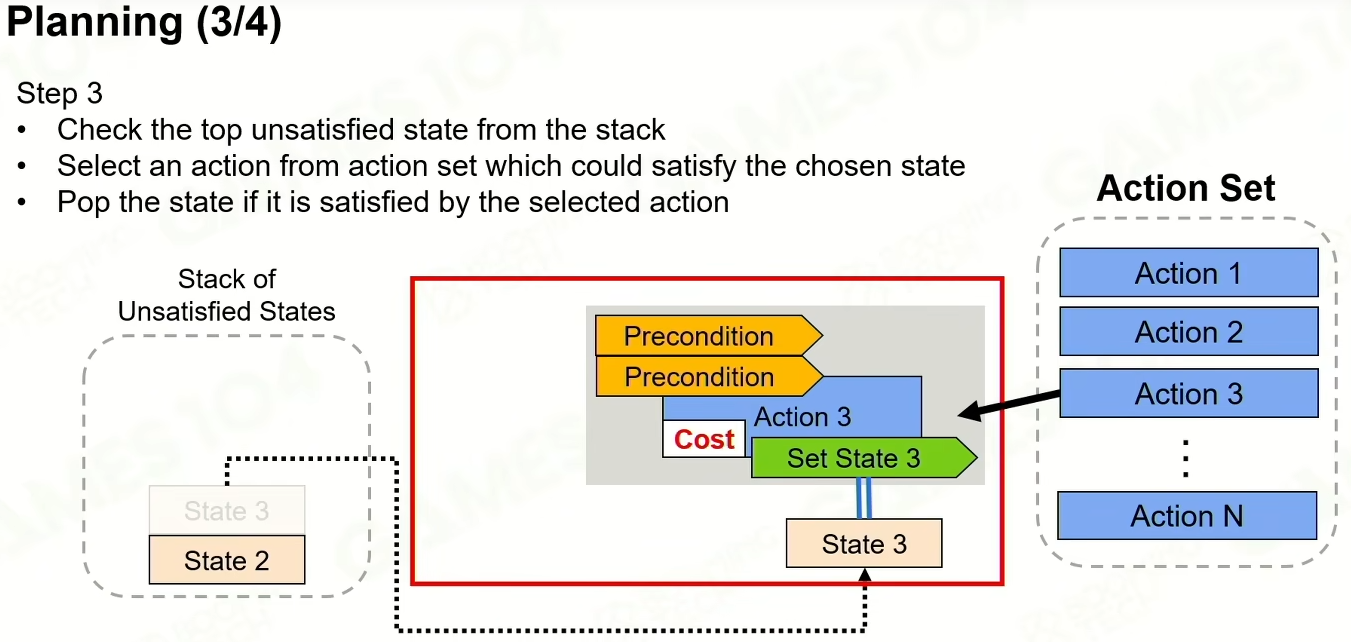 Planning (3/4)
Step 3
• Check the top unsatisfied state from the stack
• Select an action from action set which could satisfy the chosen state
• Pop the state if it is satisfied by the selected action
Stack of
Unsatisfied States
State 3
State 2
Precondition
Precondition
Action 3
Cost
Set State 3
State 3
Action Set
Action 1
Action 2
Action 3
Action N
GAMES 104